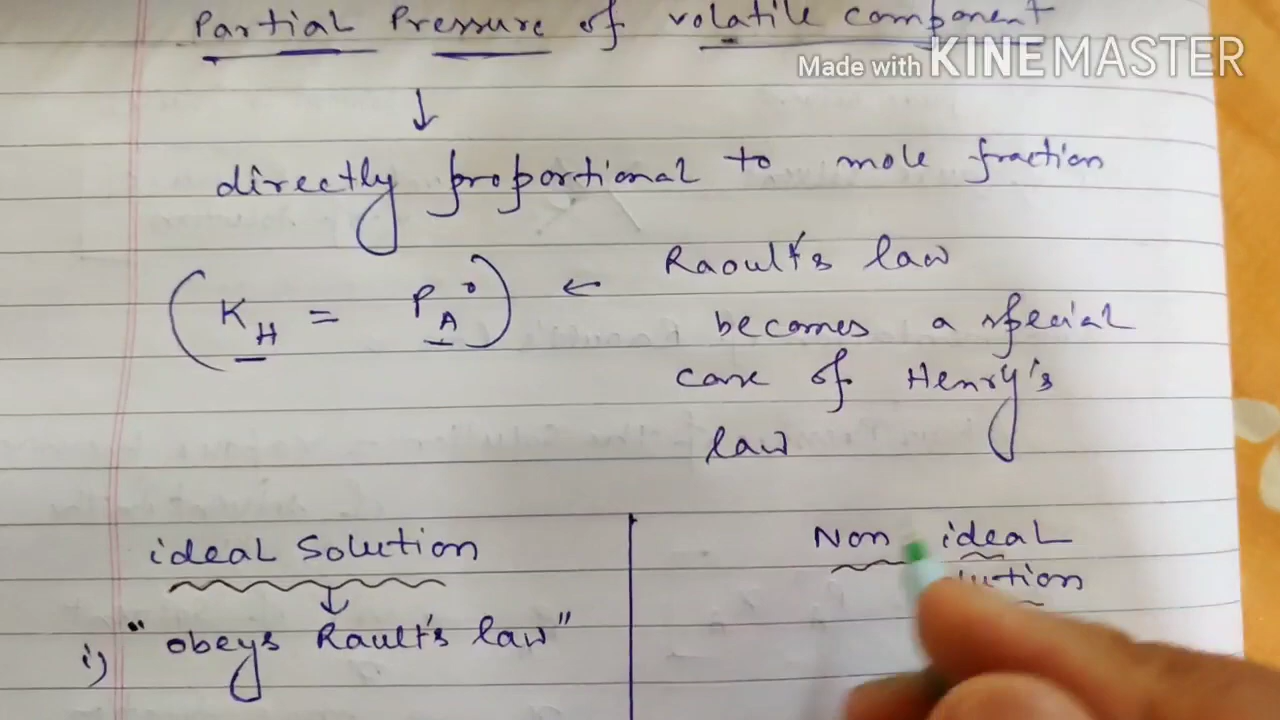 Partial Pressure of volatile component
Made with KINEMASTER
↓
directly proportional to mole fraction
(K_H = P_A°) ← Raoult's law
becomes a special
case of Henry's
law
ideal Solution
↓
i) "obeys Rault's law"
Non ideal